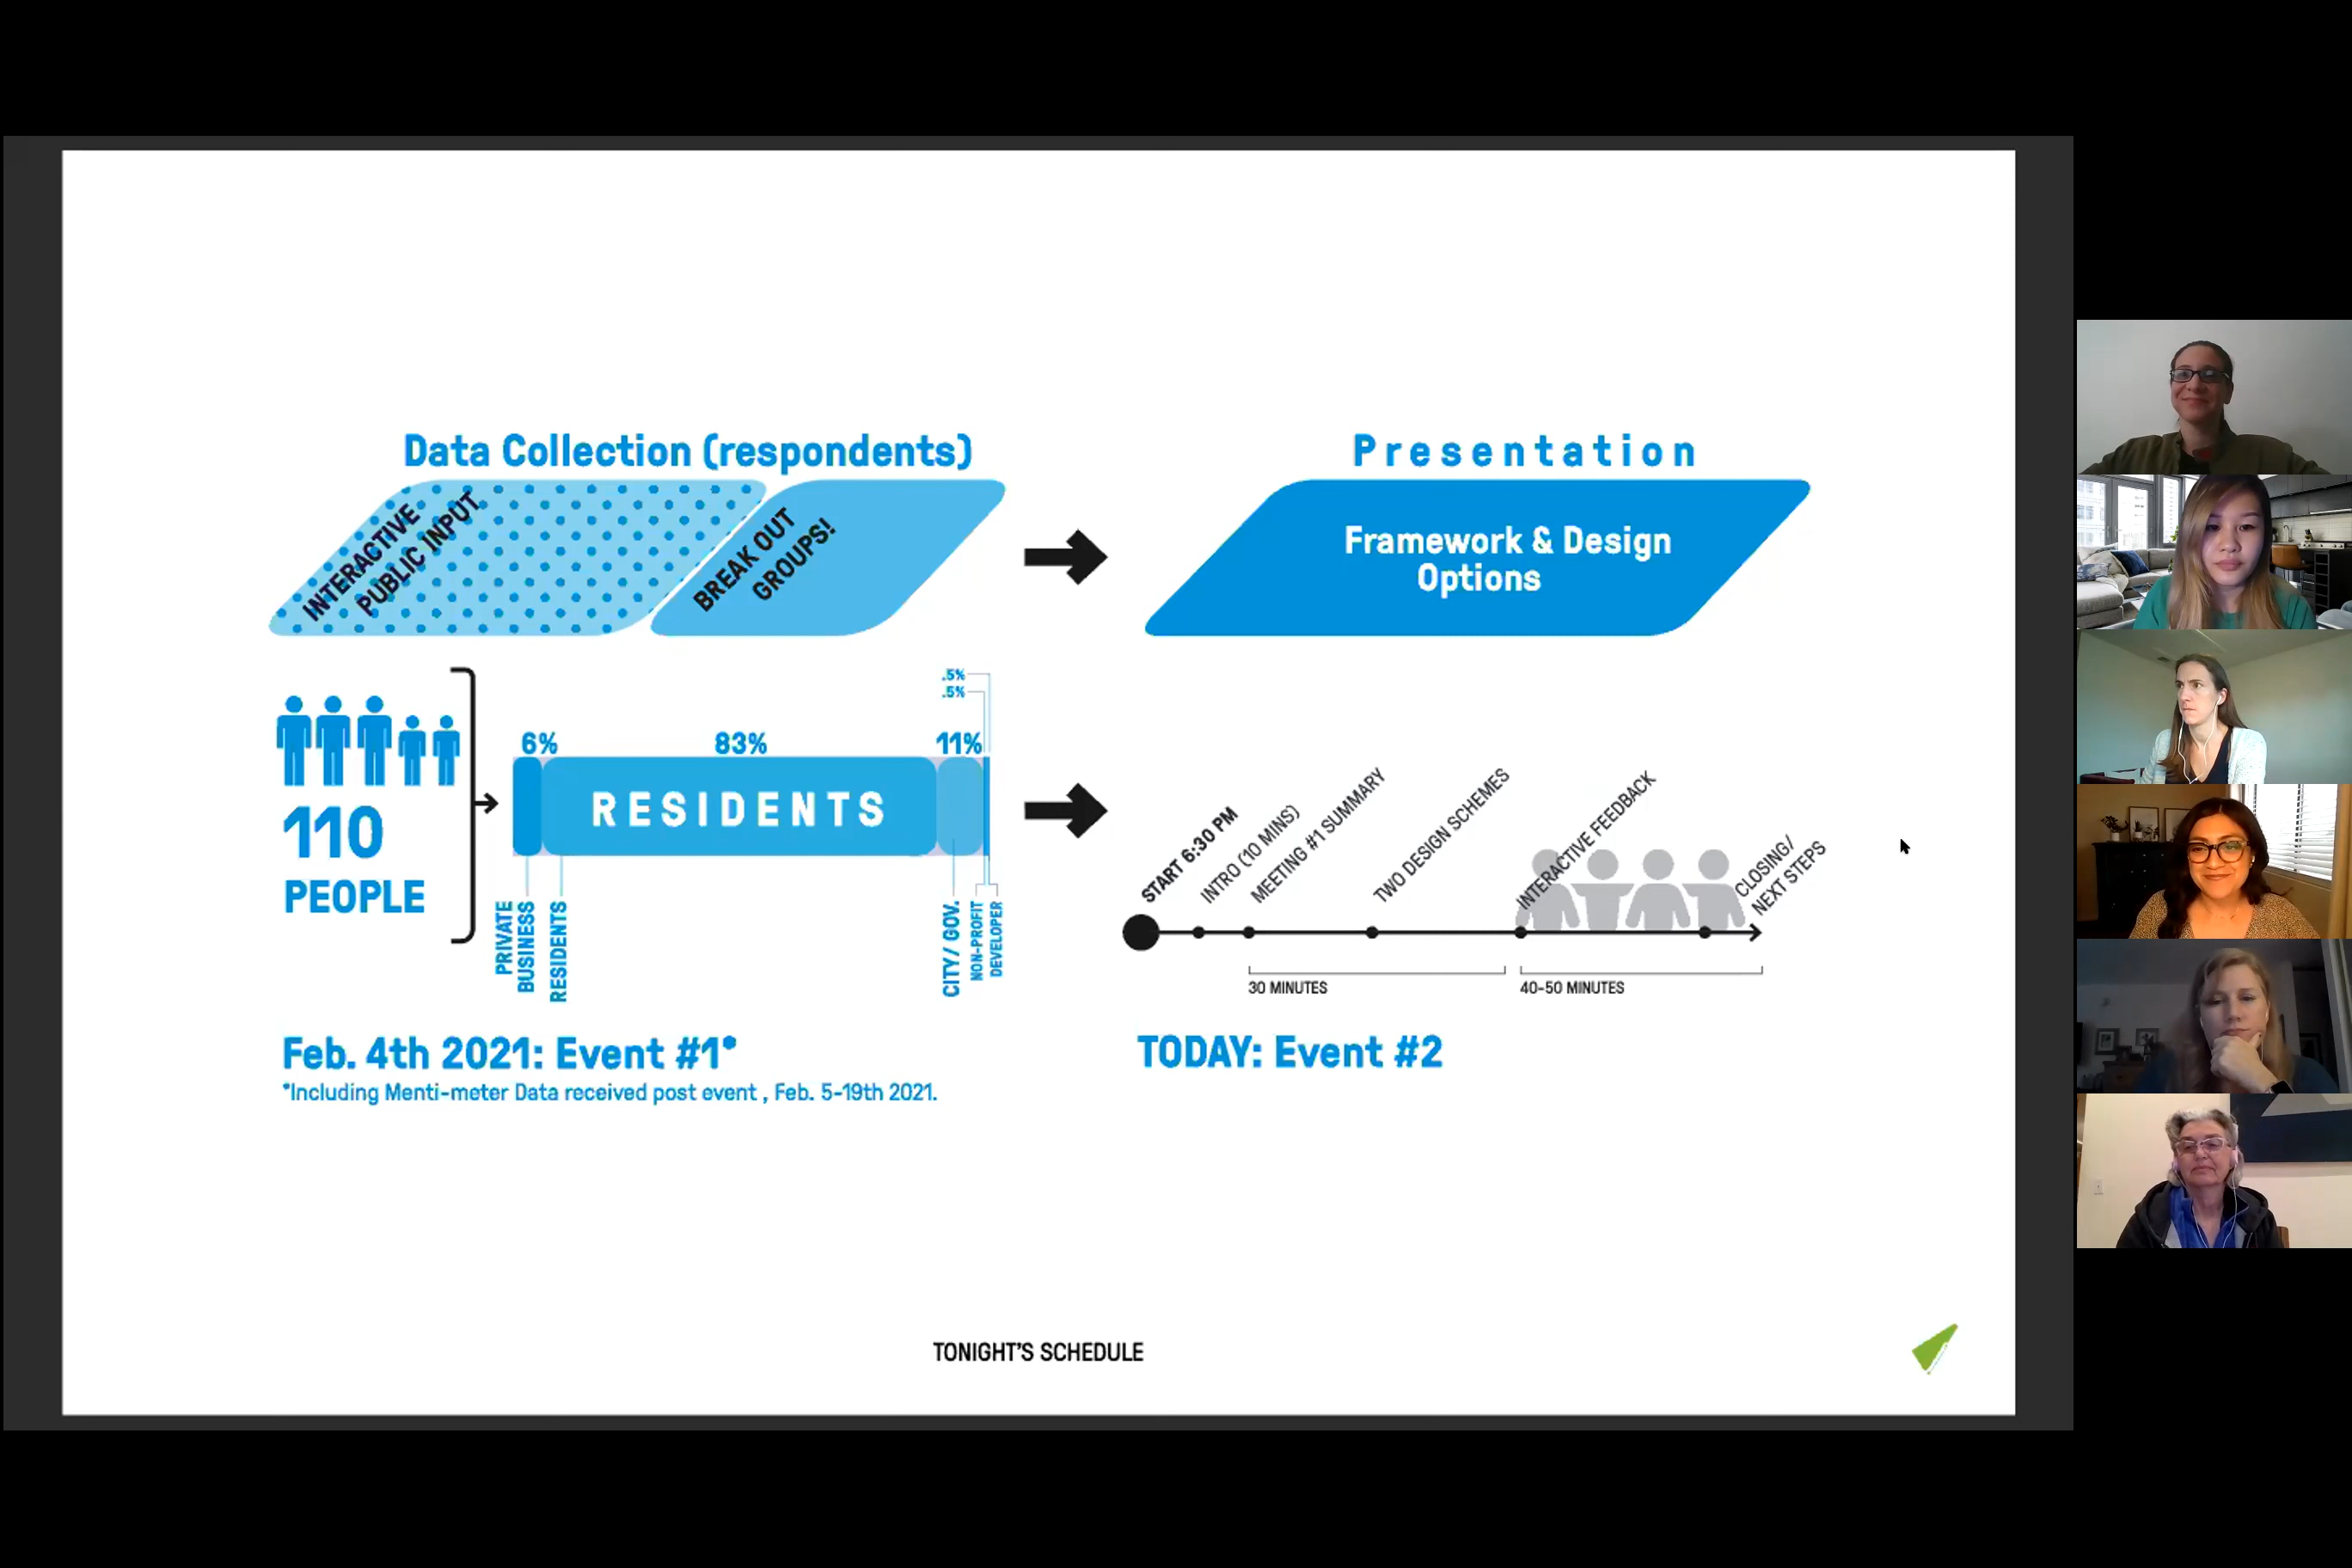 Data Collection (respondents)
INTERACTIVE
PUBLIC INPUT
BREAK OUT
GROUPS!
Presentation
Framework & Design
Options
110
PEOPLE
.5%
.5%
6%
83%
11%
RESIDENTS
PRIVATE
BUSINESS
RESIDENTS
CITY/ GOV.
NON-PROFIT
DEVELOPER
START 6:30 PM
INTRO (10 MINS)
MEETING #1 SUMMARY
TWO DESIGN SCHEMES
INTERACTIVE FEEDBACK
CLOSING/
NEXT STEPS
30 MINUTES
40-50 MINUTES
Feb. 4th 2021: Event #1*
*Including Menti-meter Data received post event , Feb. 5-19th 2021.
TODAY: Event #2
TONIGHT'S SCHEDULE